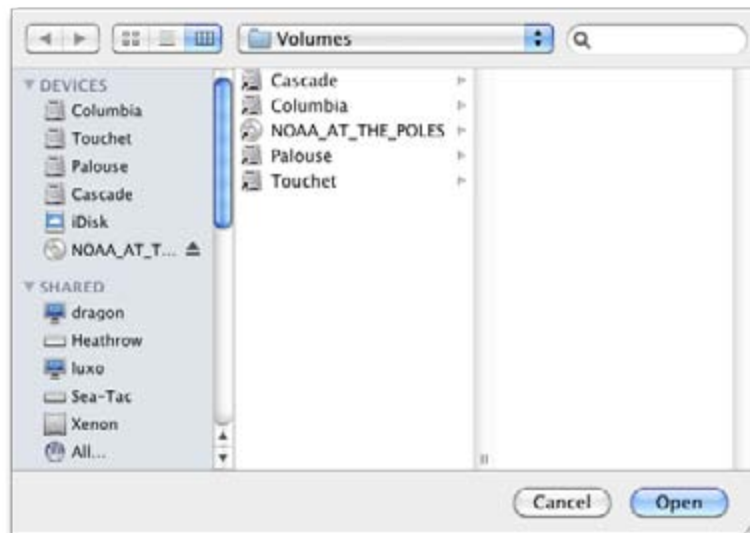 Volumes
DEVICES
Columbia
Touchet
Palouse
Cascade
iDisk
NOAA_AT_T...
SHARED
dragon
Heathrow
luxo
Sea-Tac
Xenon
All...
Cascade
Columbia
NOAA_AT_THE_POLES
Palouse
Touchet
Cancel
Open